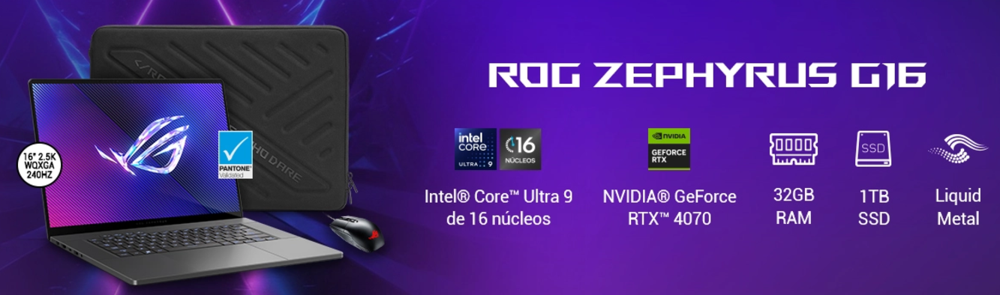 ROG ZEPHYRUS G16
16" 2.5K
WQXGA
240HZ
PANTONE®
Validated
intel
CORE
ULTRA 9
16
NÚCLEOS
NVIDIA
GEFORCE
RTX
SSD
Intel® Core™ Ultra 9
de 16 núcleos
NVIDIA® GeForce
RTX™ 4070
32GB
RAM
1TB
SSD
Liquid
Metal